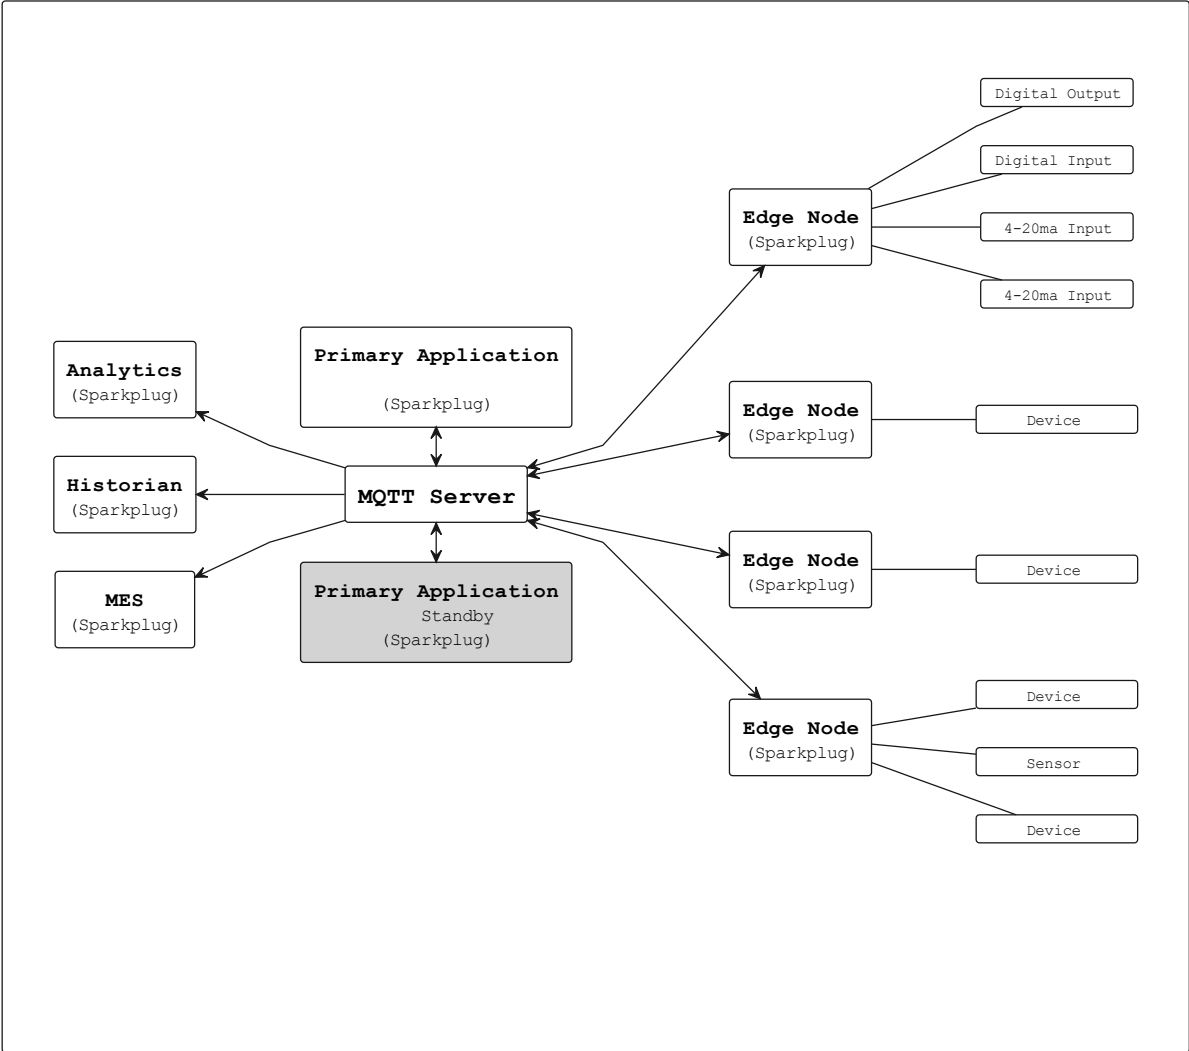 Digital Output
Digital Input
Edge Node
(Sparkplug)
4-20ma Input
4-20ma Input
Primary Application
(Sparkplug)
Analytics
(Sparkplug)
Edge Node
(Sparkplug)
Device
Historian
(Sparkplug)
MQTT Server
Edge Node
(Sparkplug)
Device
MES
(Sparkplug)
Primary Application
Standby
(Sparkplug)
Edge Node
(Sparkplug)
Device
Sensor
Device